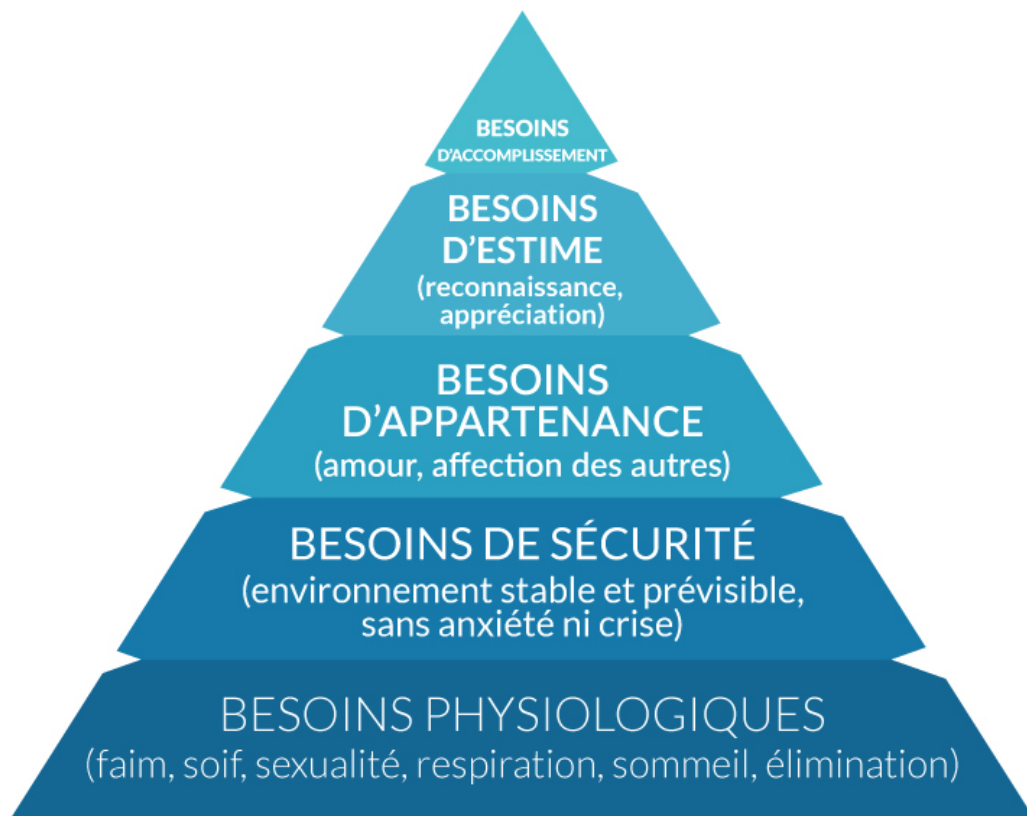 BESOINS
D'ACCOMPLISSEMENT
BESOINS
D'ESTIME
(reconnaissance,
appréciation)
BESOINS
D'APPARTENANCE
(amour, affection des autres)
BESOINS DE SÉCURITÉ
(environnement stable et prévisible,
sans anxiété ni crise)
BESOINS PHYSIOLOGIQUES
(faim, soif, sexualité, respiration, sommeil, élimination)